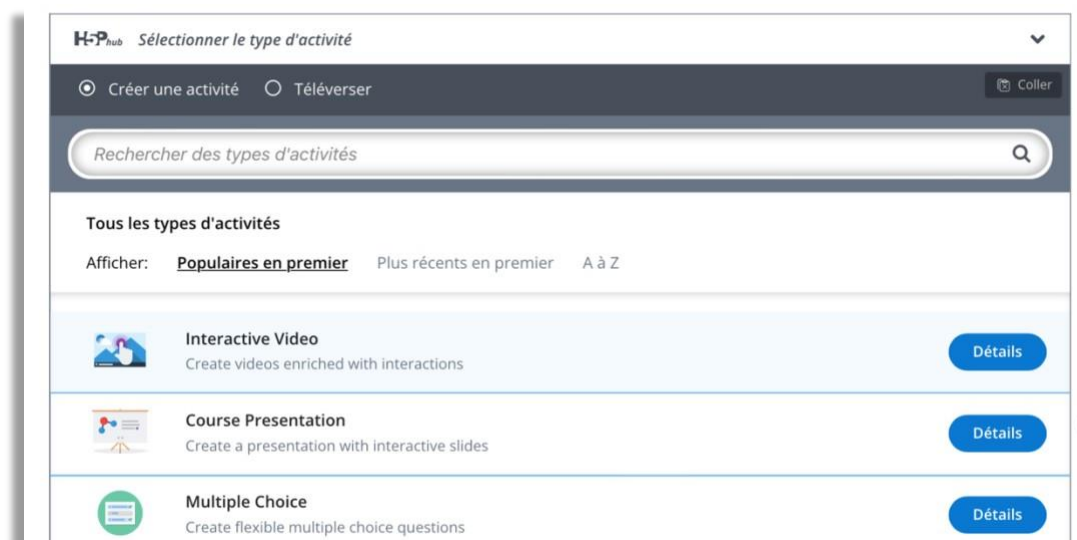 H5Phub Sélectionner le type d'activité
Créer une activité Téléverser Coller
Rechercher des types d'activités
Tous les types d'activités
Afficher: Populaires en premier Plus récents en premier A à Z
Interactive Video
Create videos enriched with interactions
Détails
Course Presentation
Create a presentation with interactive slides
Détails
Multiple Choice
Create flexible multiple choice questions
Détails